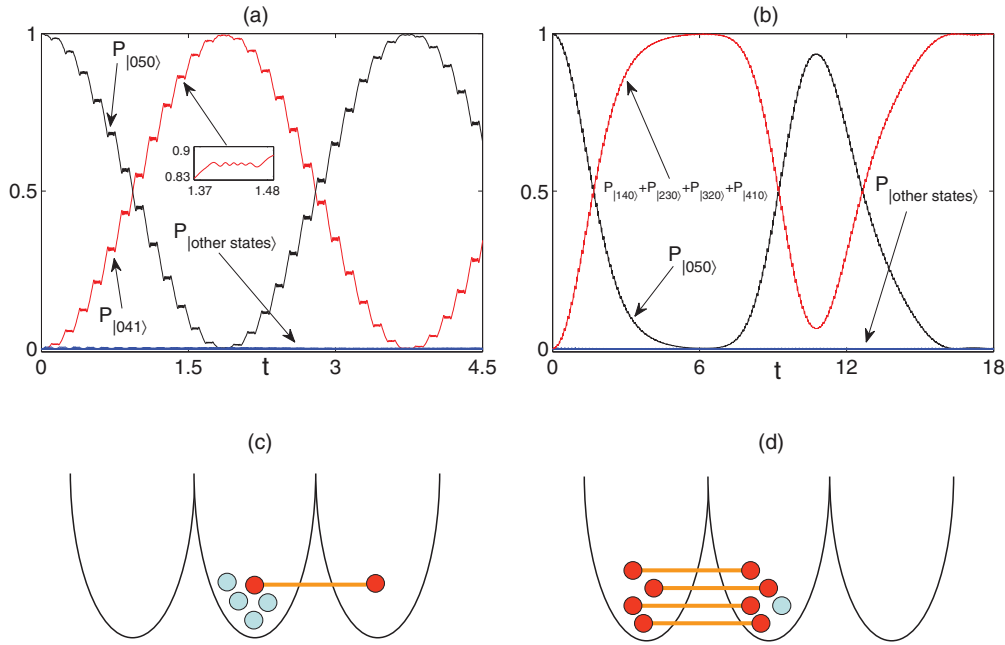 (a)
(b)
1
P|050⟩
0.9
0.83
1.37 1.48
0.5
P|other states⟩
P|041⟩
0
0 1.5 t 3 4.5
1
0.5
P|140⟩+P|230⟩+P|320⟩+P|410⟩
P|other states⟩
P|050⟩
0
0 6 t 12 18
(c)
(d)